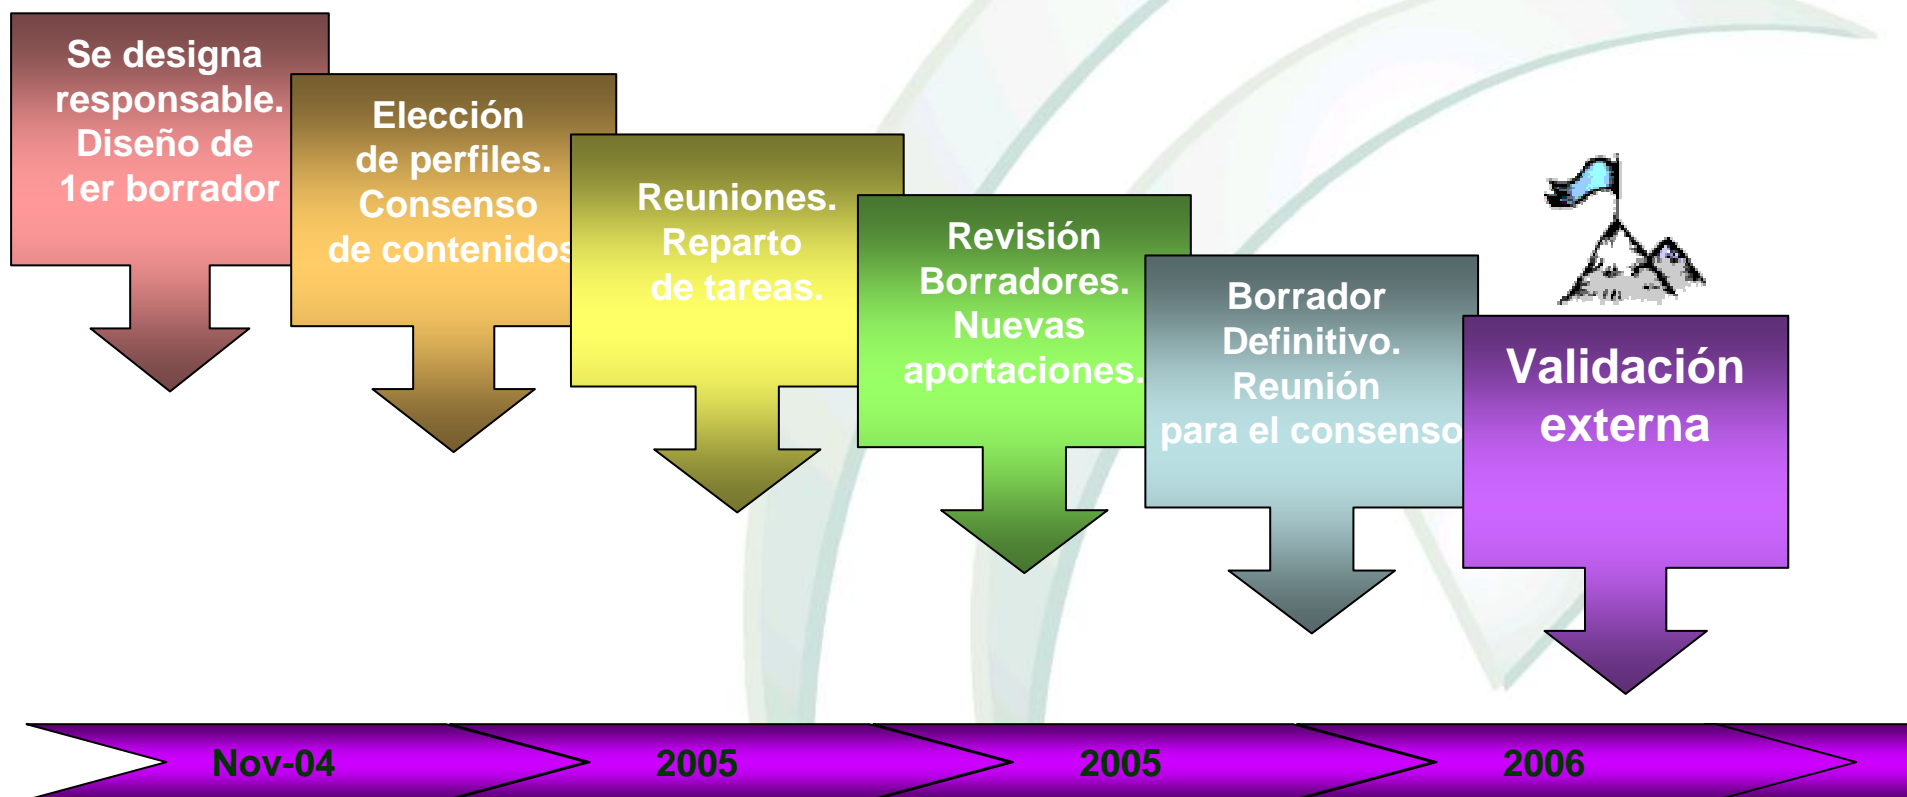 Se designa
responsable.
Diseño de
1er borrador
Elección
de perfiles.
Consenso
de contenidos
Reuniones.
Reparto
de tareas.
Revisión
Borradores.
Nuevas
aportaciones.
Borrador
Definitivo.
Reunión
para el consenso
Validación
externa
Nov-04
2005
2005
2006